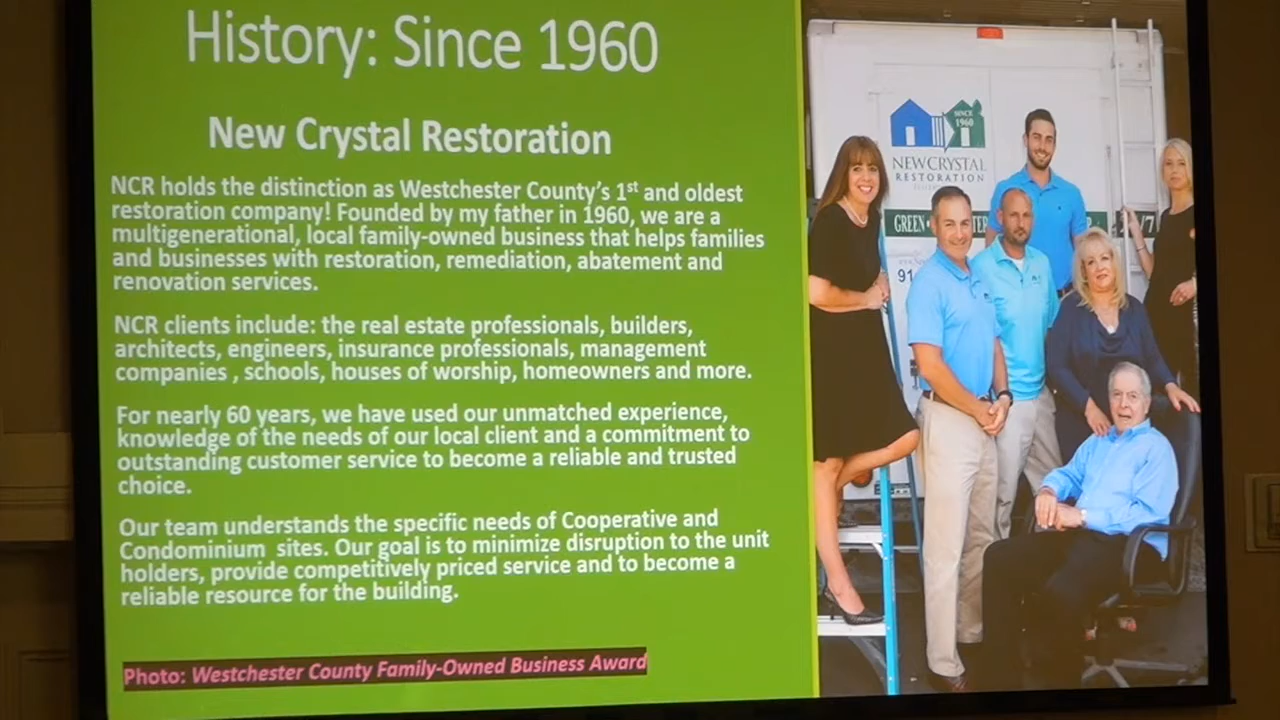 History: Since 1960
New Crystal Restoration
NCR holds the distinction as Westchester County's 1st and oldest
restoration company! Founded by my father in 1960, we are a
multigenerational, local family-owned business that helps families
and businesses with restoration, remediation, abatement and
renovation services.
NCR clients include: the real estate professionals, builders,
architects, engineers, insurance professionals, management
companies , schools, houses of worship, homeowners and more.
For nearly 60 years, we have used our unmatched experience,
knowledge of the needs of our local client and a commitment to
outstanding customer service to become a reliable and trusted
choice.
Our team understands the specific needs of Cooperative and
Condominium  sites. Our goal is to minimize disruption to the unit
holders, provide competitively priced service and to become a
reliable resource for the building.
Photo: Westchester County Family-Owned Business Award
SINCE
1960
NEW CRYSTAL
RESTORATION
GREEN
91